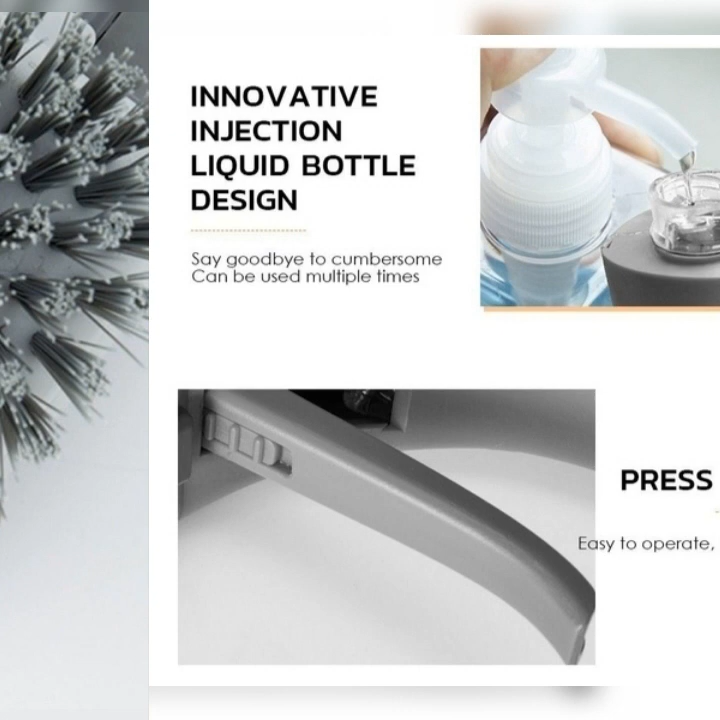 INNOVATIVE
INJECTION
LIQUID BOTTLE
DESIGN
Say goodbye to cumbersome
Can be used multiple times
PRESS
Easy to operate,